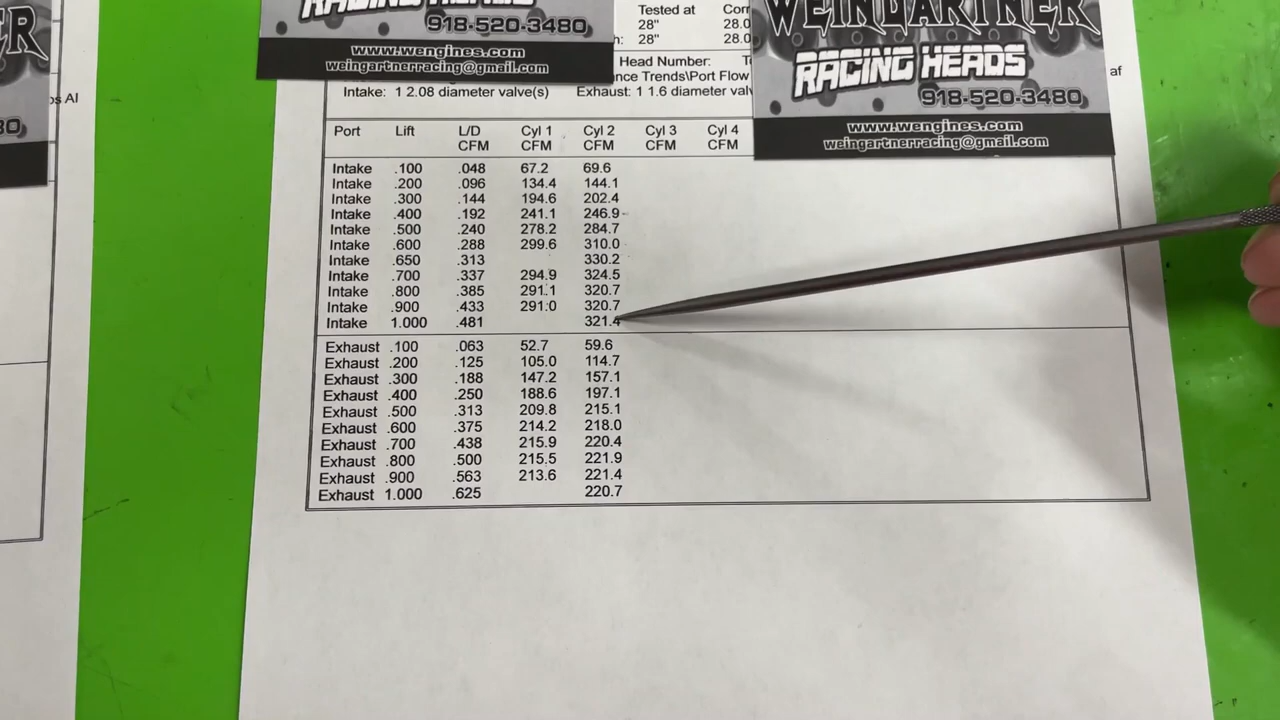 RACING HEADS
918-520-3480
www.wengines.com
weingartnerracing@gmail.com
Tested at
28"
28.0
h: 28" 28.0
Head Number:
nce Trends\Port Flow
Intake: 1 2.08 diameter valve(s) Exhaust: 1 1.6 diameter val
WEINGARTNER
RACING HEADS
918-520-3480
www.wengines.com
weingartnerracing@gmail.com
af
Port Lift L/D Cyl 1 Cyl 2 Cyl 3 Cyl 4
CFM CFM CFM CFM CFM
Intake .100 .048 67.2 69.6
Intake .200 .096 134.4 144.1
Intake .300 .144 194.6 202.4
Intake .400 .192 241.1 246.9
Intake .500 .240 278.2 284.7
Intake .600 .288 299.6 310.0
Intake .650 .313 330.2
Intake .700 .337 294.9 324.5
Intake .800 .385 291.1 320.7
Intake .900 .433 291.0 320.7
Intake 1.000 .481 321.4
Exhaust .100 .063 52.7 59.6
Exhaust .200 .125 105.0 114.7
Exhaust .300 .188 147.2 157.1
Exhaust .400 .250 188.6 197.1
Exhaust .500 .313 209.8 215.1
Exhaust .600 .375 214.2 218.0
Exhaust .700 .438 215.9 220.4
Exhaust .800 .500 215.5 221.9
Exhaust .900 .563 213.6 221.4
Exhaust 1.000 .625 220.7